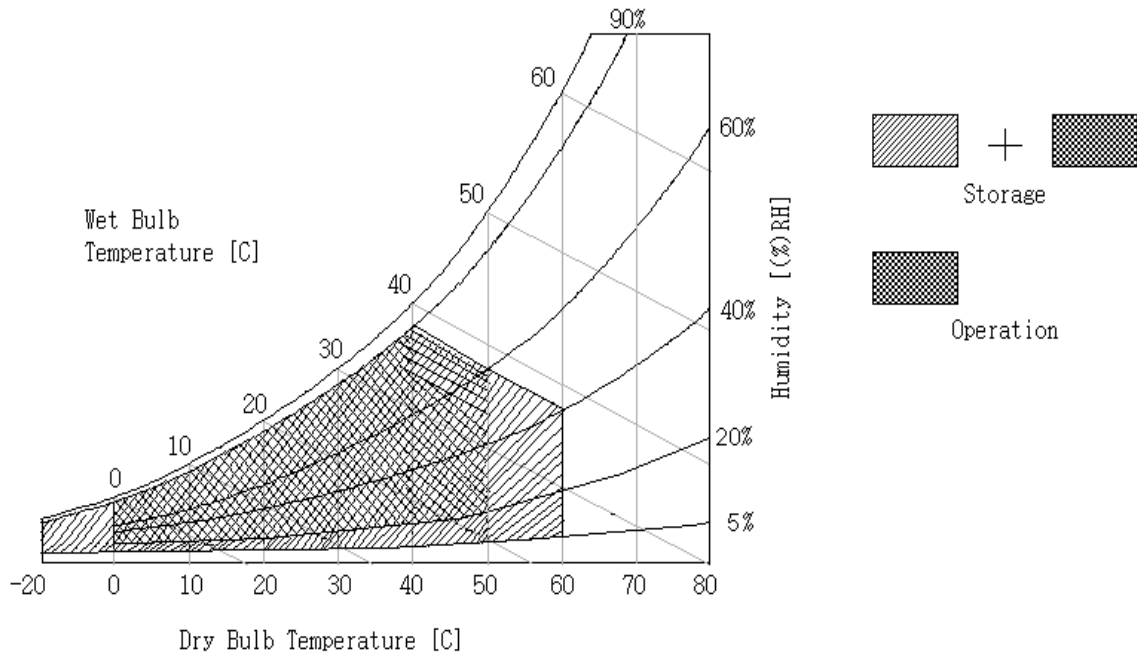 90%
60
60%
50
Wet Bulb
Temperature [C]
40
40%
30
20
20%
10
0
5%
Humidity [(%)RH]
-20 0 10 20 30 40 50 60 70 80
Dry Bulb Temperature [C]
+
Storage
Operation